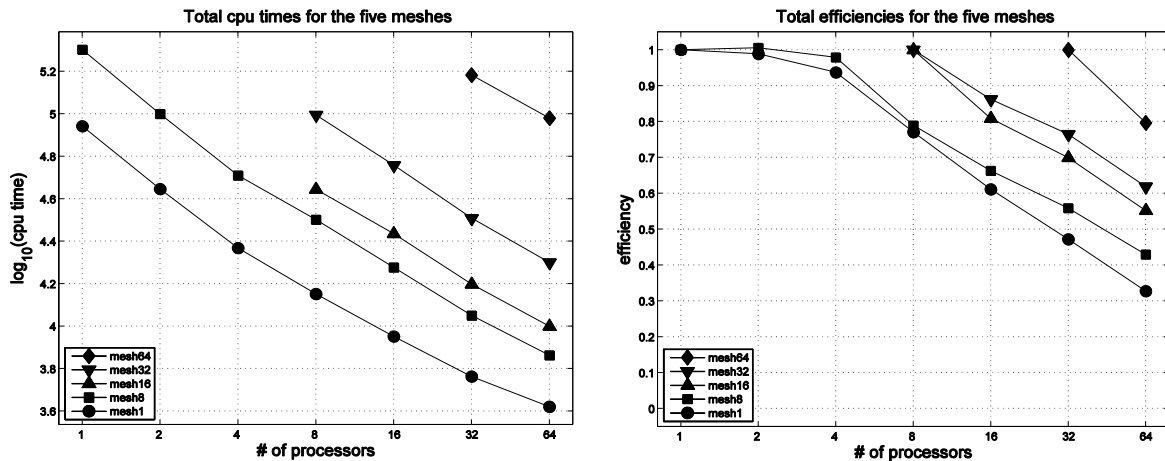 Total cpu times for the five meshes
log10(cpu time)
5.2
5
4.8
4.6
4.4
4.2
4
3.8
3.6
mesh64
mesh32
mesh16
mesh8
mesh1
1 2 4 8 16 32 64
# of processors
Total efficiencies for the five meshes
efficiency
1
0.9
0.8
0.7
0.6
0.5
0.4
0.3
0.2
0.1
0
mesh64
mesh32
mesh16
mesh8
mesh1
1 2 4 8 16 32 64
# of processors